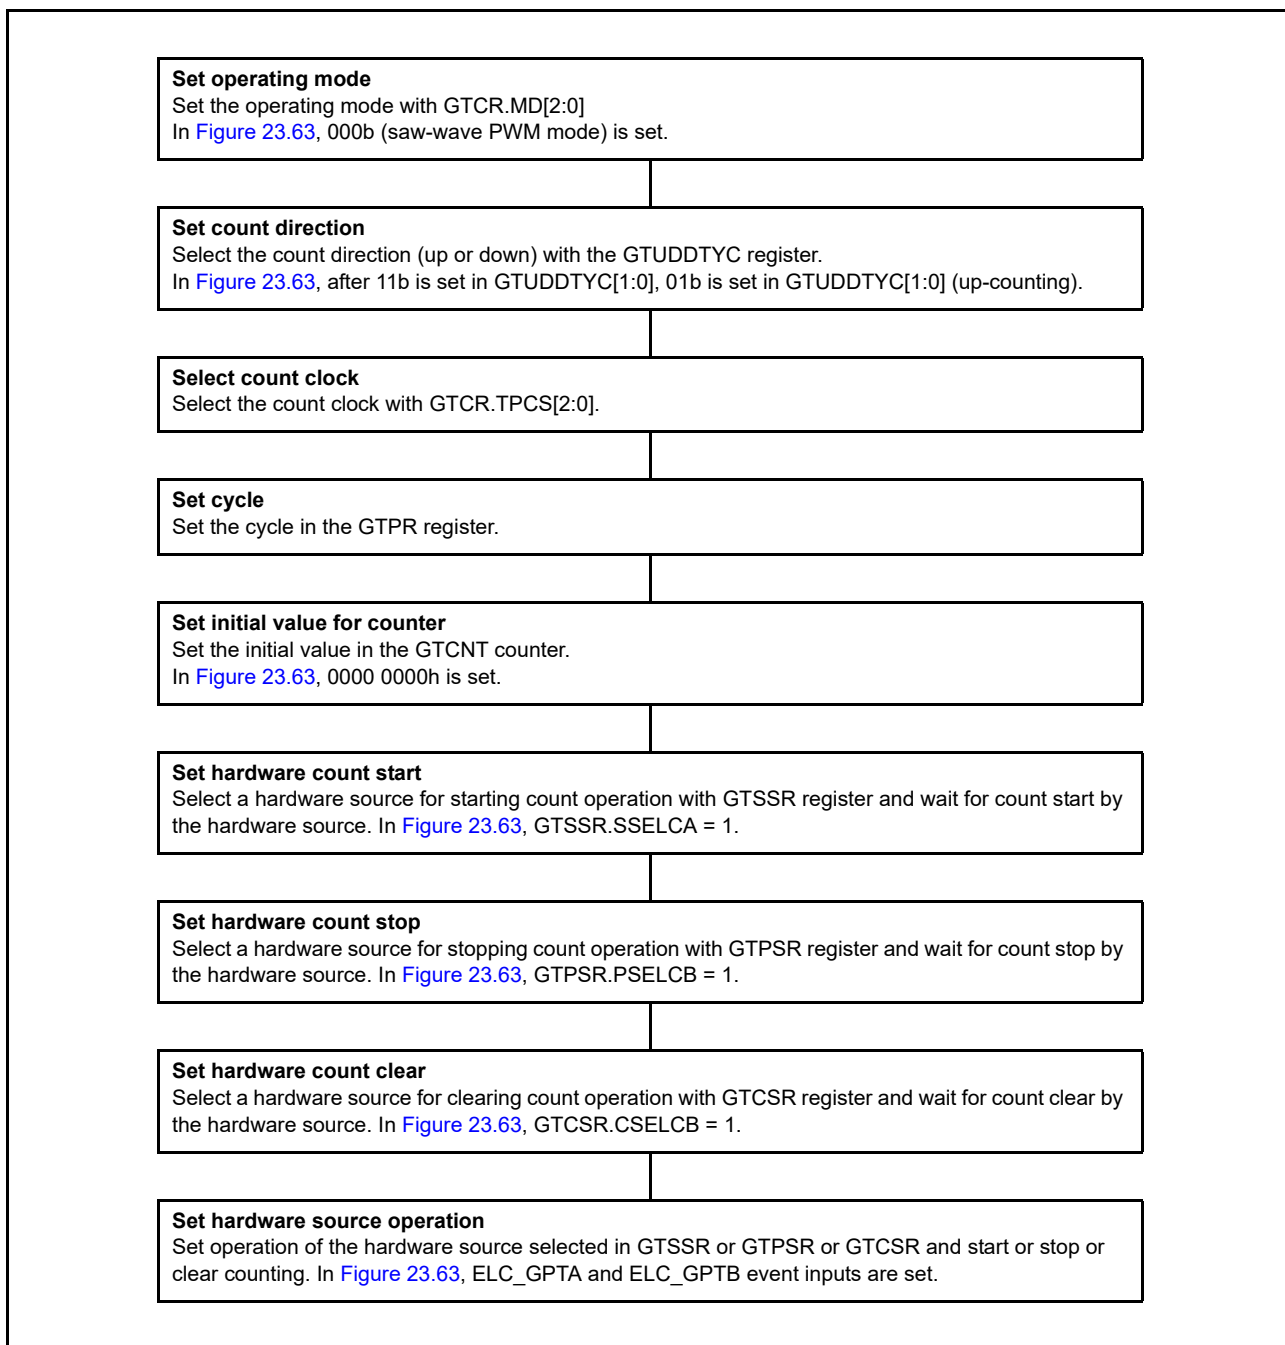 Set operating mode
Set the operating mode with GTCR.MD[2:0]
In Figure 23.63, 000b (saw-wave PWM mode) is set.
Set count direction
Select the count direction (up or down) with the GTUDDTYC register.
In Figure 23.63, after 11b is set in GTUDDTYC[1:0], 01b is set in GTUDDTYC[1:0] (up-counting).
Select count clock
Select the count clock with GTCR.TPCS[2:0].
Set cycle
Set the cycle in the GTPR register.
Set initial value for counter
Set the initial value in the GTCNT counter.
In Figure 23.63, 0000 0000h is set.
Set hardware count start
Select a hardware source for starting count operation with GTSSR register and wait for count start by
the hardware source. In Figure 23.63, GTSSR.SSELCA = 1.
Set hardware count stop
Select a hardware source for stopping count operation with GTPSR register and wait for count stop by
the hardware source. In Figure 23.63, GTPSR.PSELCB = 1.
Set hardware count clear
Select a hardware source for clearing count operation with GTCSR register and wait for count clear by
the hardware source. In Figure 23.63, GTCSR.CSELCB = 1.
Set hardware source operation
Set operation of the hardware source selected in GTSSR or GTPSR or GTCSR and start or stop or
clear counting. In Figure 23.63, ELC_GPTA and ELC_GPTB event inputs are set.